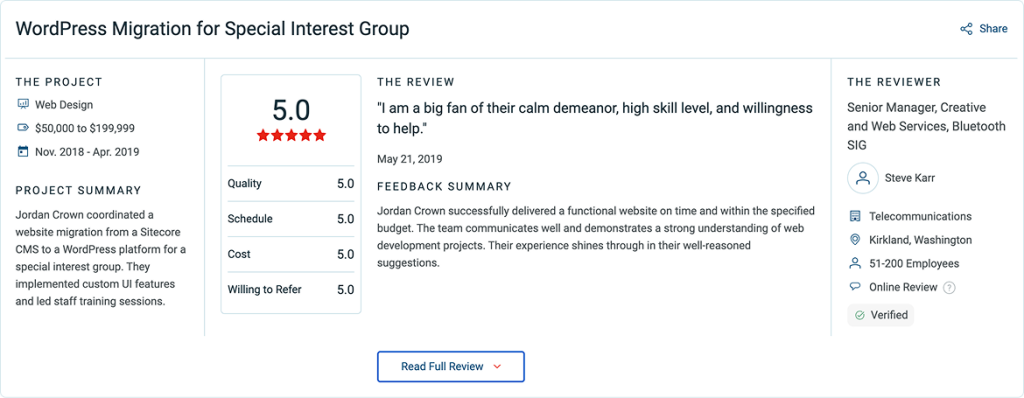 WordPress Migration for Special Interest Group
Share
THE PROJECT
Web Design
$50,000 to $199,999
Nov. 2018 - Apr. 2019
PROJECT SUMMARY
Jordan Crown coordinated a
website migration from a Sitecore
CMS to a WordPress platform for a
special interest group. They
implemented custom UI features
and led staff training sessions.
5.0
Quality 5.0
Schedule 5.0
Cost 5.0
Willing to Refer 5.0
THE REVIEW
"I am a big fan of their calm demeanor, high skill level, and willingness
to help."
May 21, 2019
FEEDBACK SUMMARY
Jordan Crown successfully delivered a functional website on time and within the specified
budget. The team communicates well and demonstrates a strong understanding of web
development projects. Their experience shines through in their well-reasoned
suggestions.
THE REVIEWER
Senior Manager, Creative
and Web Services, Bluetooth
SIG
Steve Karr
Telecommunications
Kirkland, Washington
51-200 Employees
Online Review ?
Verified
Read Full Review